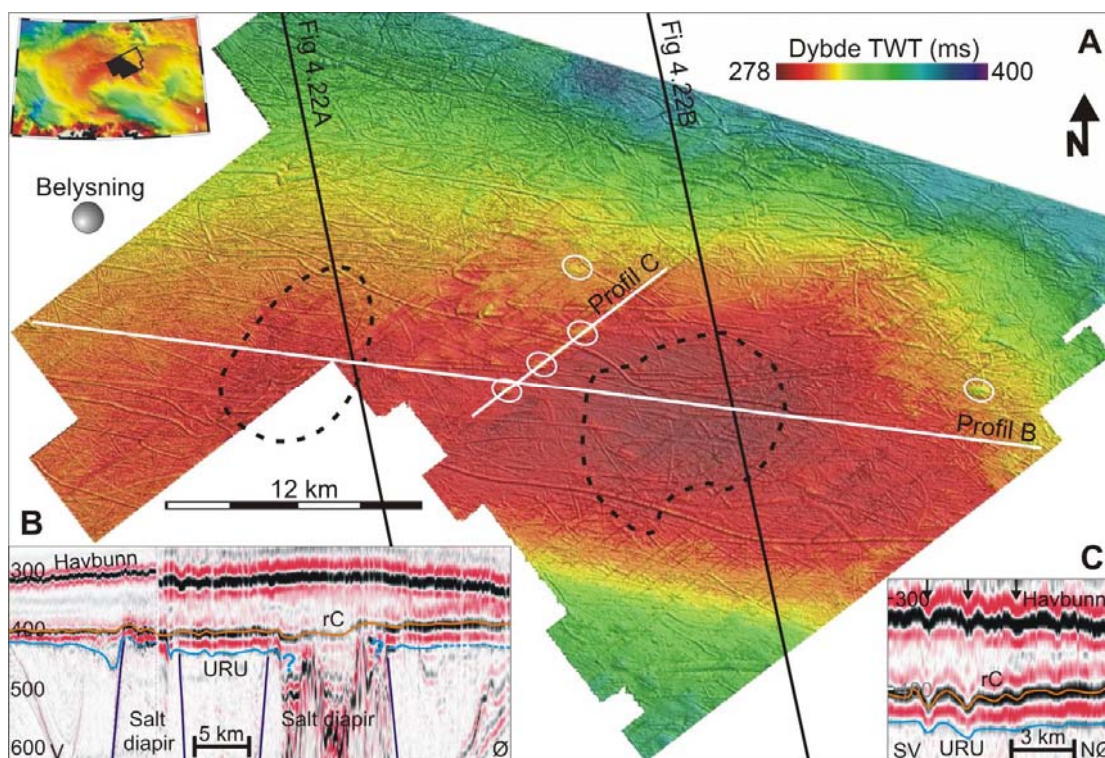 A
Dybde TWT (ms)
278
400
N
Fig 4.22A
Fig 4.22B
Belysning
Profil C
Profil B
12 km
B
Havbunn
300
rC
400
URU
?
?
500
Salt
diapir
Salt diapir
5 km
600
V
Ø
C
300
Havbunn
rC
SV
URU
3 km
NØ